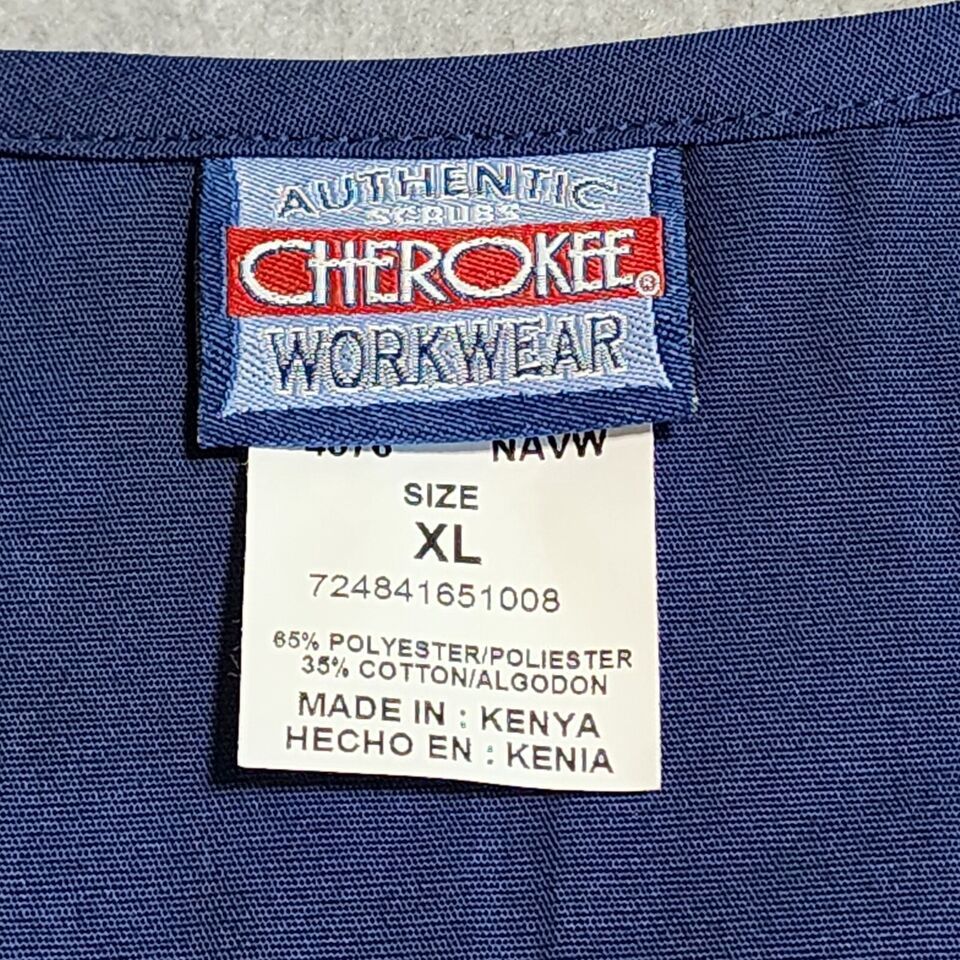 AUTHENTIC
SCRUBS
CHEROKEE®
WORKWEAR
NAVW
SIZE
XL
724841651008
65% POLYESTER/POLIESTER
35% COTTON/ALGODON
MADE IN : KENYA
HECHO EN : KENIA